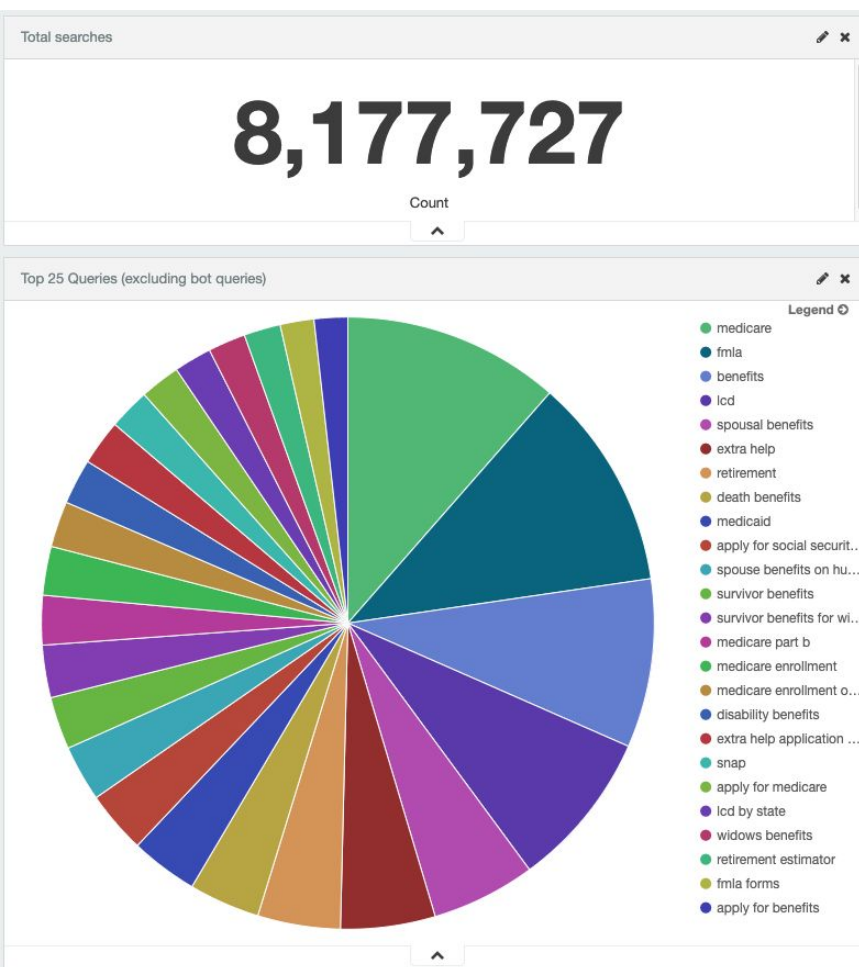 Total searches
8,177,727
Count
Top 25 Queries (excluding bot queries)
Legend
medicare
fmla
benefits
lcd
spousal benefits
extra help
retirement
death benefits
medicaid
apply for social securit...
spouse benefits on hu...
survivor benefits
survivor benefits for wi...
medicare part b
medicare enrollment
medicare enrollment o...
disability benefits
extra help application ...
snap
apply for medicare
lcd by state
widows benefits
retirement estimator
fmla forms
apply for benefits